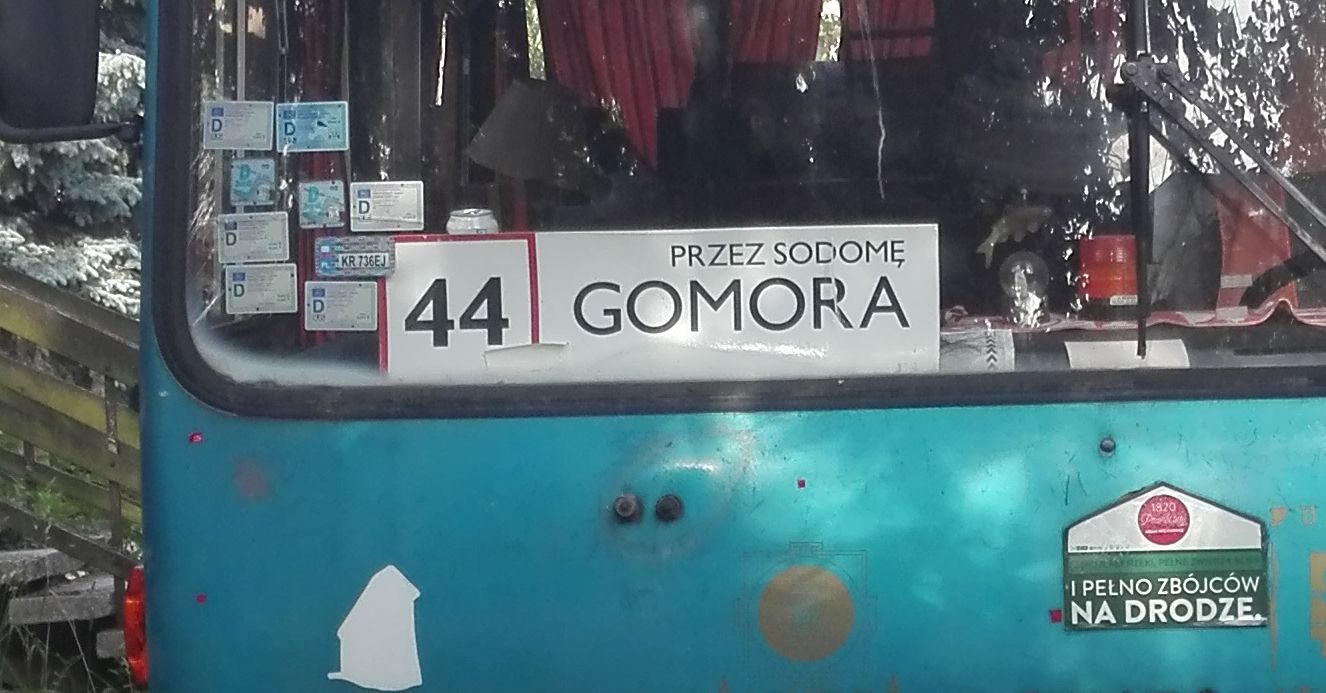 D
D
D
D
D
D
D
D
KR 736EJ
44
PRZEZ SODOMĘ
GOMORA
1820
I PEŁNO ZBÓJCÓW
NA DRODZE.